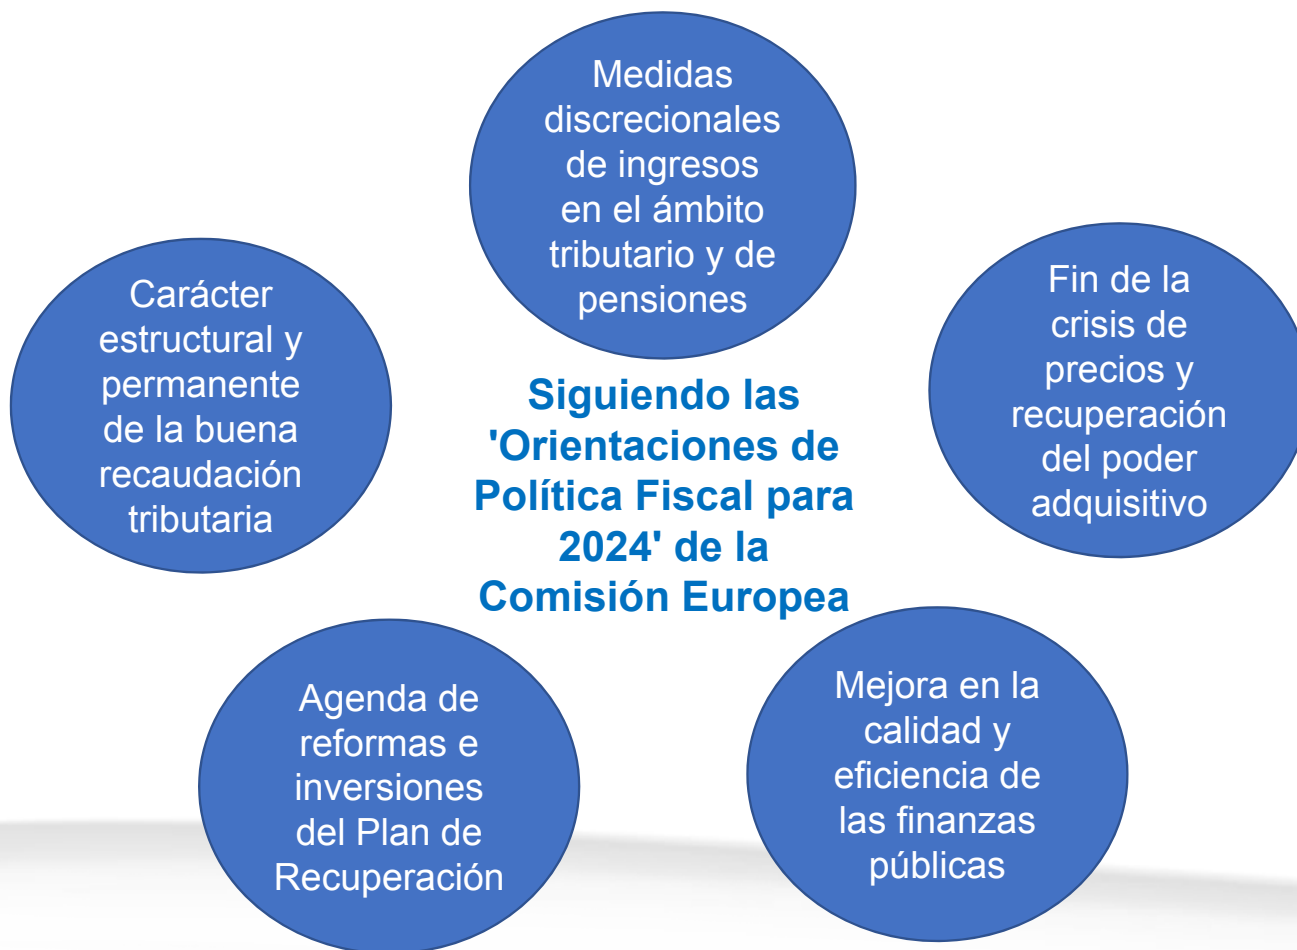 Medidas
discrecionales
de ingresos
en el ámbito
tributario y de
pensiones
Carácter
estructural y
permanente
de la buena
recaudación
tributaria
Fin de la
crisis de
precios y
recuperación
del poder
adquisitivo
Siguiendo las
'Orientaciones de
Política Fiscal para
2024' de la
Comisión Europea
Agenda de
reformas e
inversiones
del Plan de
Recuperación
Mejora en la
calidad y
eficiencia de
las finanzas
públicas